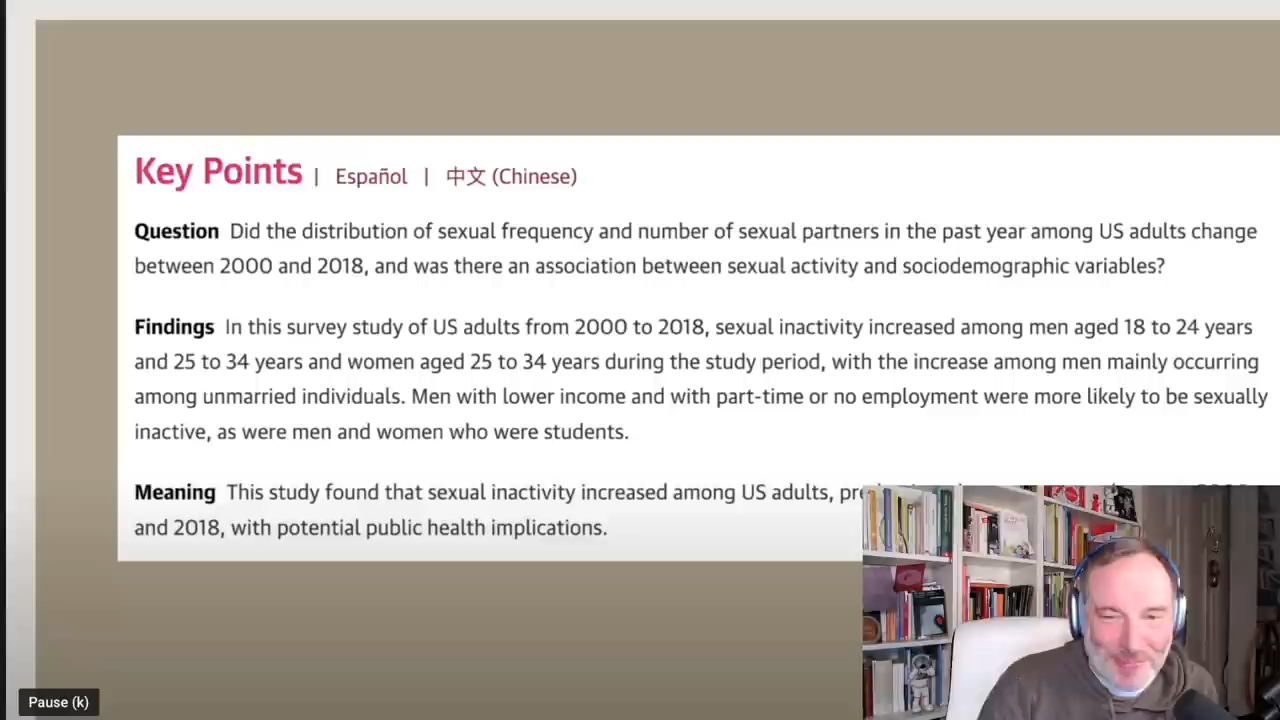 Key Points | Español | 中文 (Chinese)
Question Did the distribution of sexual frequency and number of sexual partners in the past year among US adults change
between 2000 and 2018, and was there an association between sexual activity and sociodemographic variables?
Findings In this survey study of US adults from 2000 to 2018, sexual inactivity increased among men aged 18 to 24 years
and 25 to 34 years and women aged 25 to 34 years during the study period, with the increase among men mainly occurring
among unmarried individuals. Men with lower income and with part-time or no employment were more likely to be sexually
inactive, as were men and women who were students.
Meaning This study found that sexual inactivity increased among US adults,
and 2018, with potential public health implications.
Pause (k)